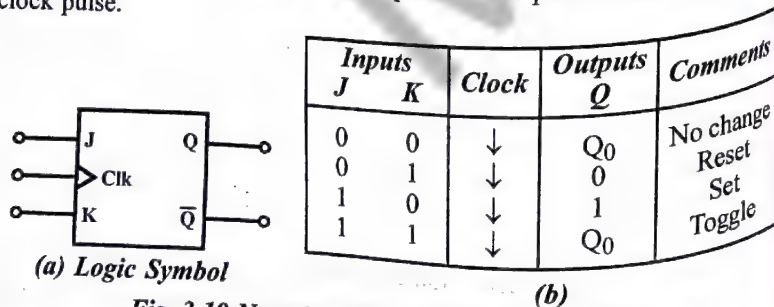 clock pulse.
Inputs Clock Outputs Comments
J K Q
0 0 ↓ Q0 No change
0 1 ↓ 0 Reset
1 0 ↓ 1 Set
1 1 ↓ Q0 Toggle
J Q
Clk
K Q̅
(a) Logic Symbol
(b)